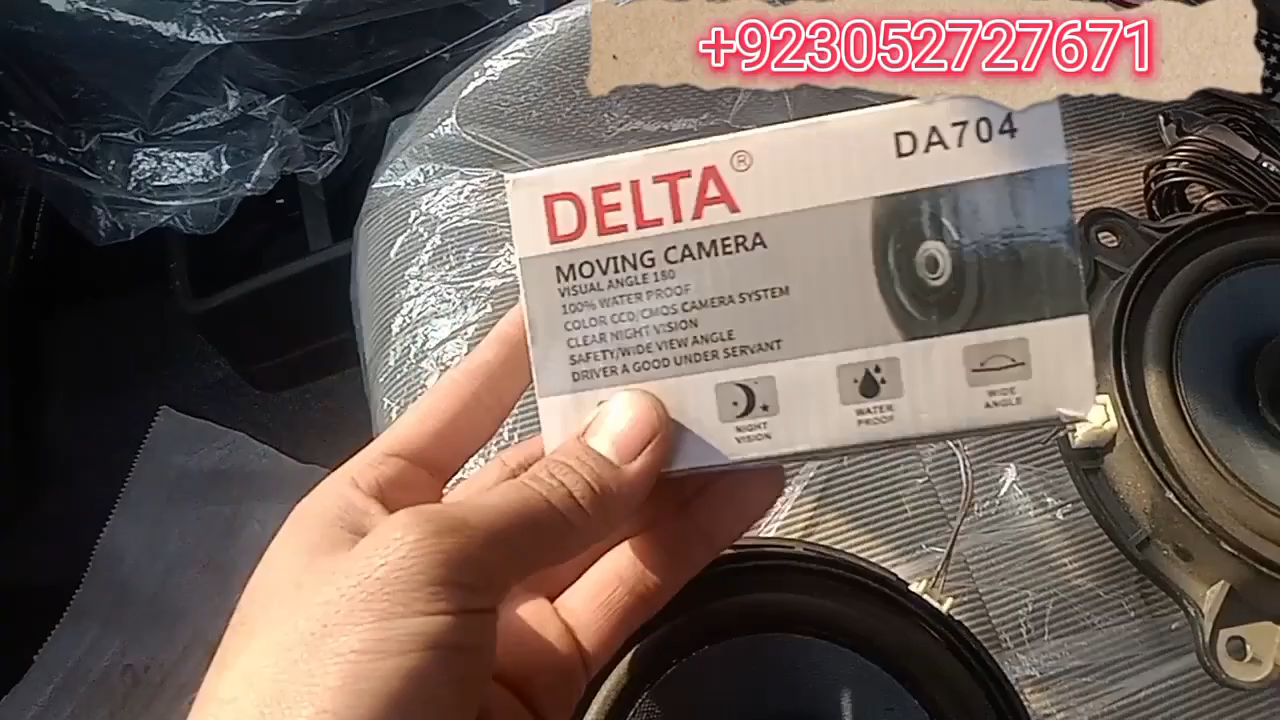 +923052727671
DELTA®
DA704
MOVING CAMERA
VISUAL ANGLE 180
100% WATER PROOF
COLOR CCD/CMOS CAMERA SYSTEM
CLEAR NIGHT VISION
SAFETY/WIDE VIEW ANGLE
DRIVER A GOOD UNDER SERVANT
NIGHT
VISION
WATER
PROOF
WIDE
ANGLE